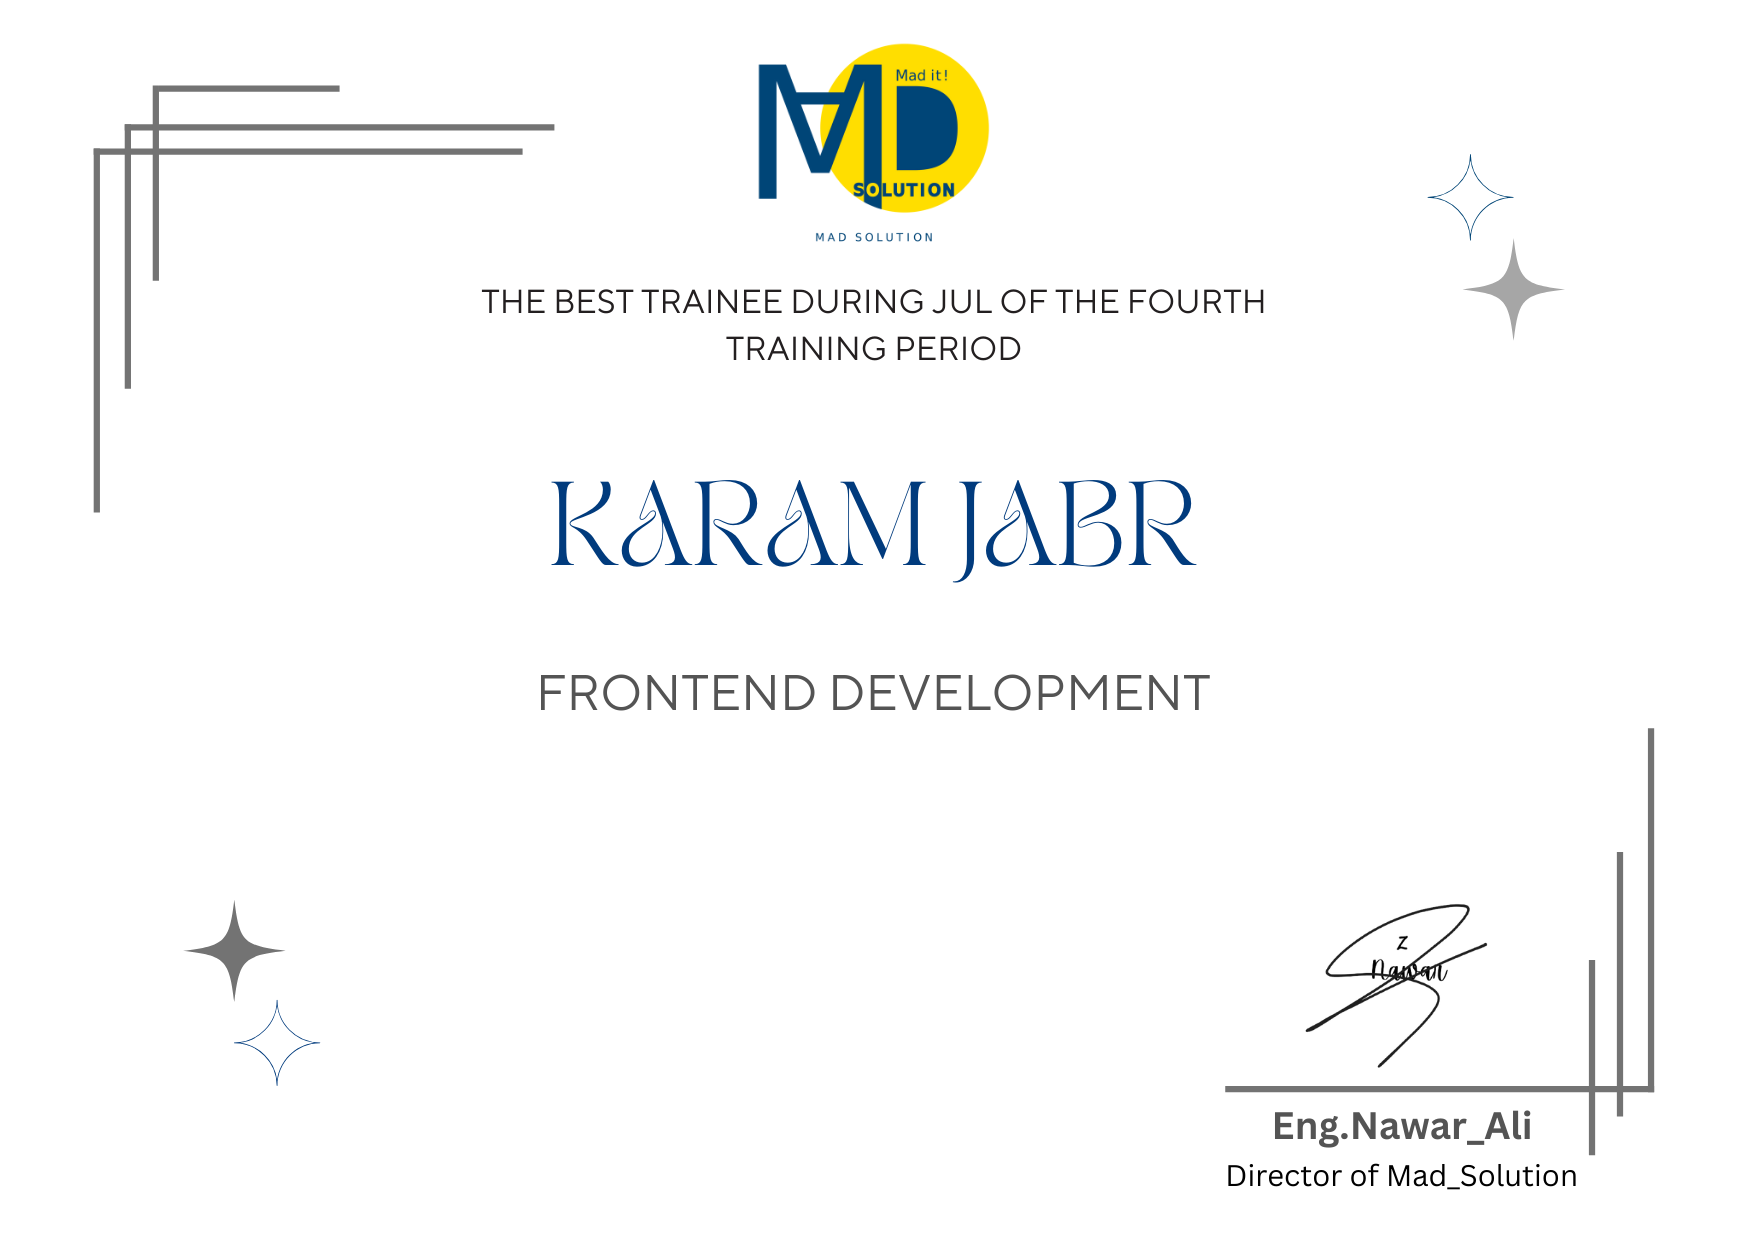 MAD
Mad it!
SOLUTION
MAD SOLUTION
THE BEST TRAINEE DURING JUL OF THE FOURTH
TRAINING PERIOD
KARAM JABR
FRONTEND DEVELOPMENT
Z
Nawar
Eng.Nawar_Ali
Director of Mad_Solution